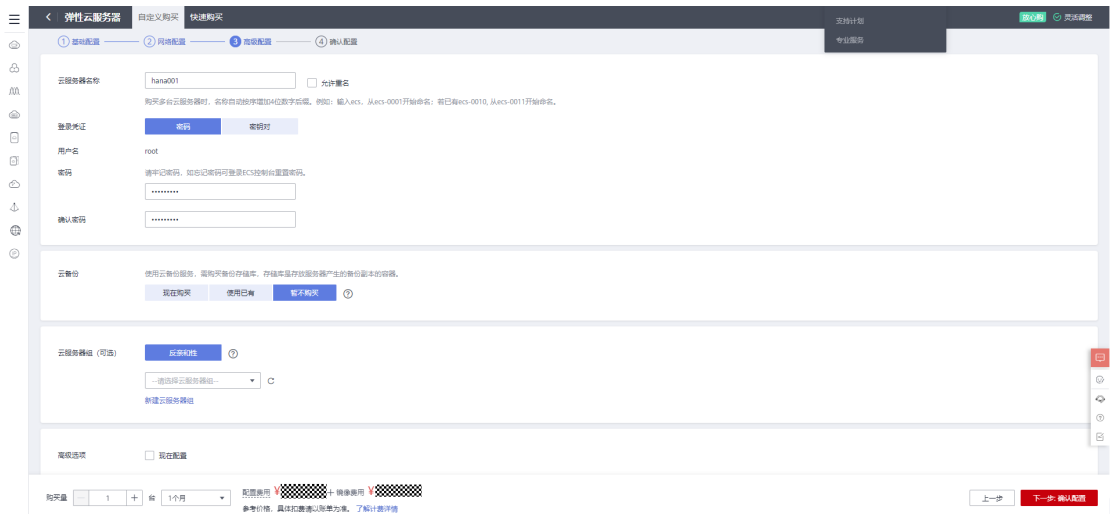 弹性云服务器 自定义购买 快速购买 支持计划 放心购 灵活调整
专业服务
1 基础配置 2 网络配置 3 高级配置 4 确认配置
云服务器名称 hana001 允许重名
购买多台云服务器时，名称自动按序增加4位数字后缀。例如：输入ecs，从ecs-0001开始命名；若已有ecs-0010，从ecs-0011开始命名。
登录凭证 密码 密钥对
用户名 root
密码 请牢记密码，如忘记密码可登录ECS控制台重置密码。
•••••••••
确认密码 •••••••••
云备份 使用云备份服务，需购买备份存储库，存储库是存放服务器产生的备份副本的容器。
现在购买 使用已有 暂不购买
云服务器组（可选） 反亲和性
--请选择云服务器组--
新建云服务器组
高级选项 现在配置
购买量 1 台 1个月 配置费用 ¥ + 镜像费用 ¥ 上一步 下一步: 确认配置
参考价格，具体扣费请以账单为准。 了解计费详情